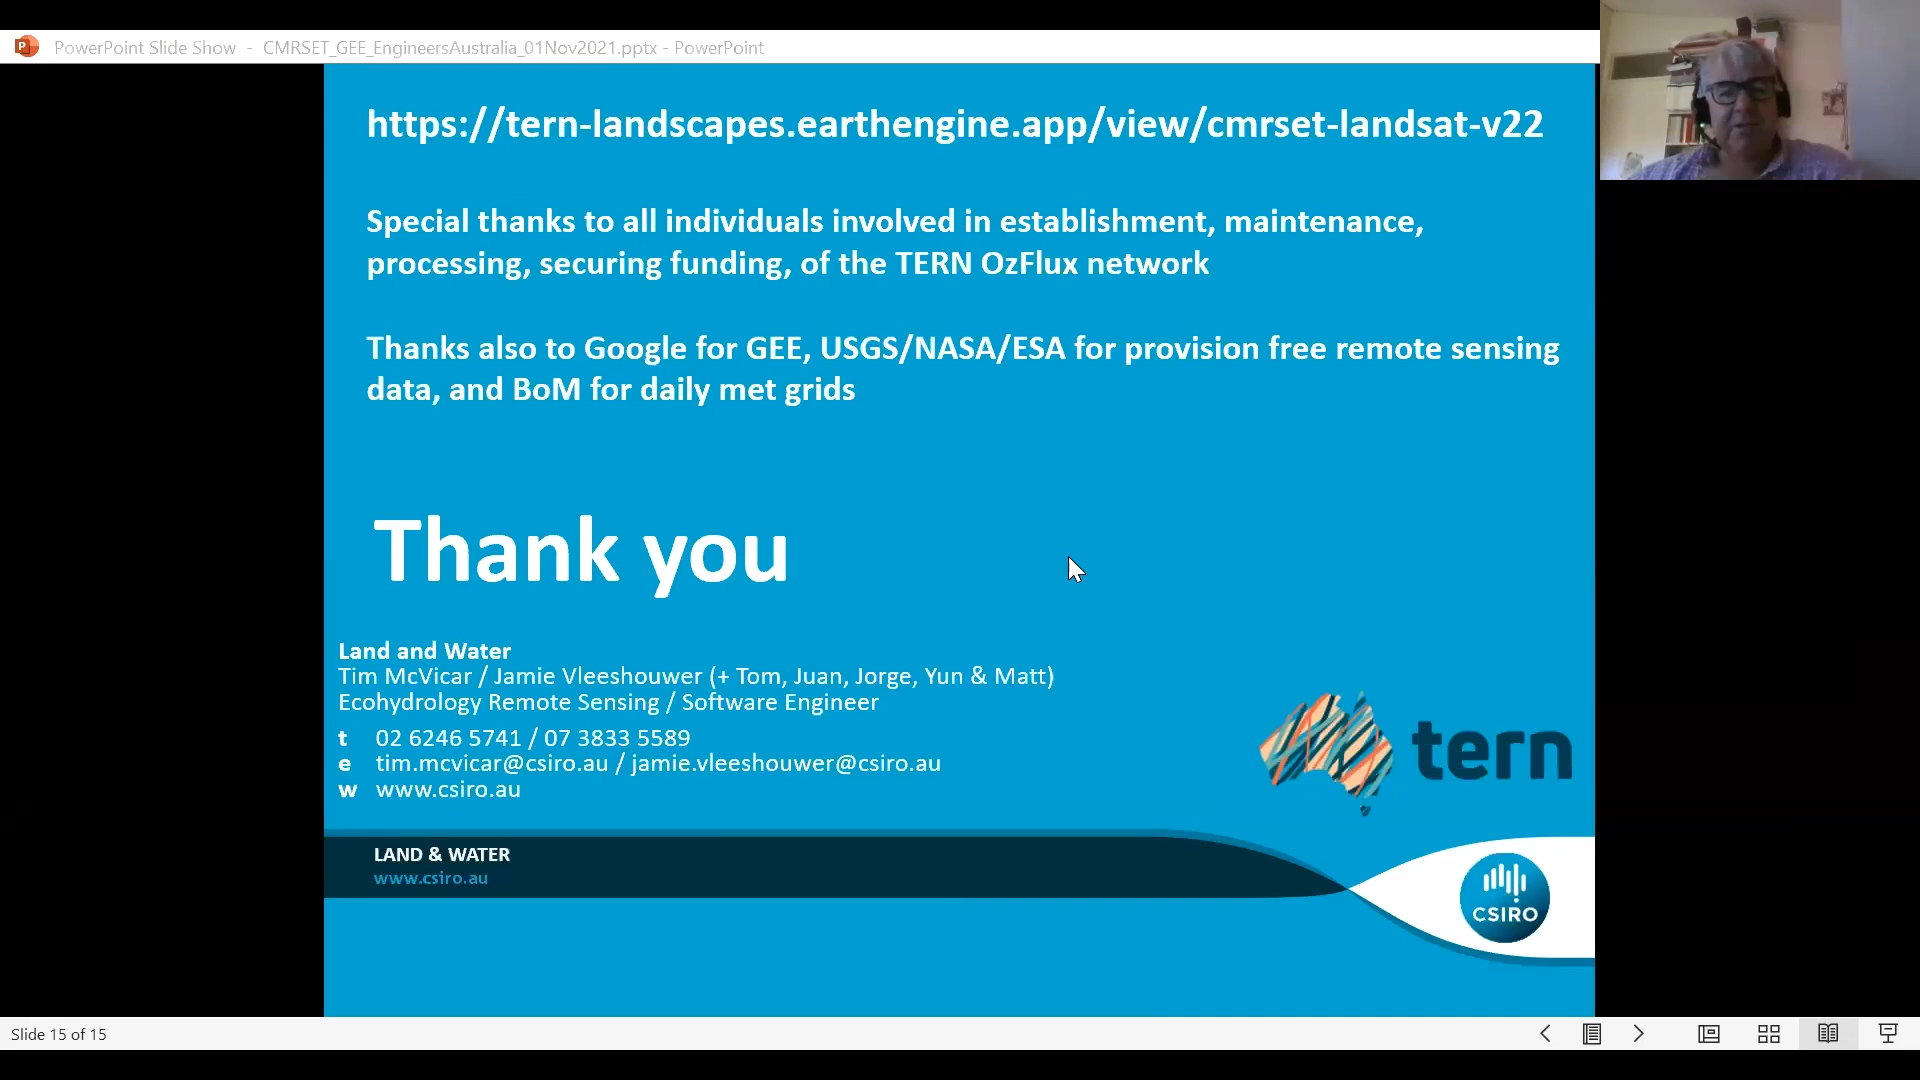 PowerPoint Slide Show - CMRSET_GEE_EngineersAustralia_01Nov2021.pptx - PowerPoint
https://tern-landscapes.earthengine.app/view/cmrset-landsat-v22
Special thanks to all individuals involved in establishment, maintenance,
processing, securing funding, of the TERN OzFlux network
Thanks also to Google for GEE, USGS/NASA/ESA for provision free remote sensing
data, and BoM for daily met grids
Thank you
Land and Water
Tim McVicar / Jamie Vleeshouwer (+ Tom, Juan, Jorge, Yun & Matt)
Ecohydrology Remote Sensing / Software Engineer
t 02 6246 5741 / 07 3833 5589
e tim.mcvicar@csiro.au / jamie.vleeshouwer@csiro.au
w www.csiro.au
tern
LAND & WATER
www.csiro.au
CSIRO
Slide 15 of 15